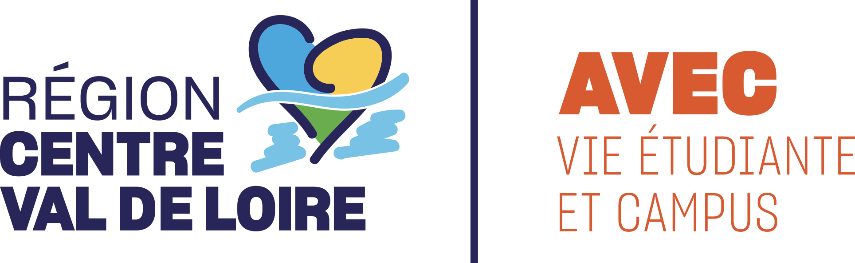 RÉGION
CENTRE
VAL DE LOIRE
AVEC
VIE ÉTUDIANTE
ET CAMPUS